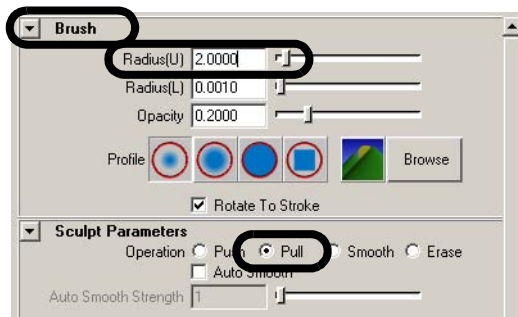 Brush
Radius(U) 2.0000
Radius(L) 0.0010
Opacity 0.2000
Profile Browse
Rotate To Stroke
Sculpt Parameters
Operation Push Pull Smooth Erase
Auto Smooth
Auto Smooth Strength 1